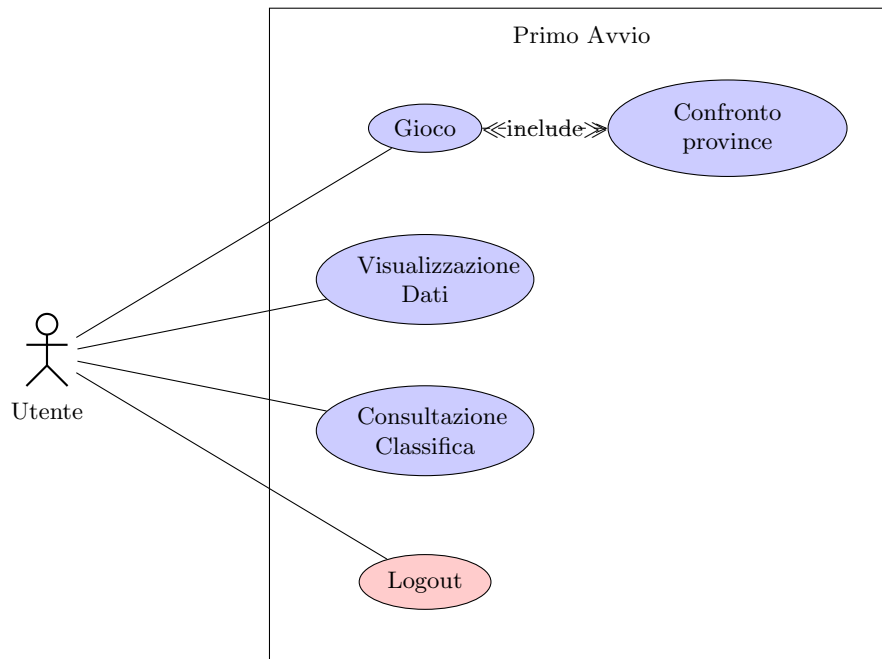 Primo Avvio
Gioco
≪include≫
Confronto
province
Visualizzazione
Dati
Utente
Consultazione
Classifica
Logout